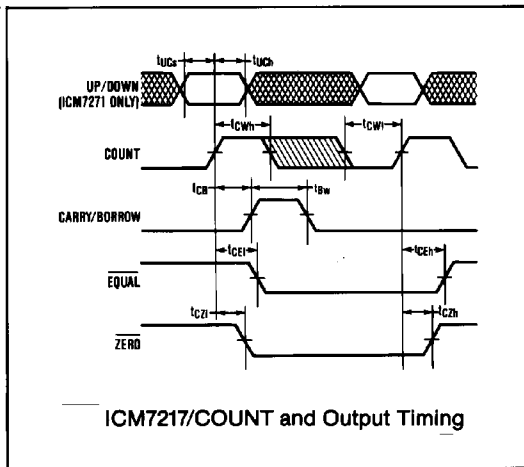 tUCs
tUCh
UP/DOWN
(ICM7271 ONLY)
tCWh
tCWl
COUNT
tCB
tBw
CARRY/BORROW
tCEl
tCEh
EQUAL
tCZl
tCZh
ZERO
ICM7217/COUNT and Output Timing